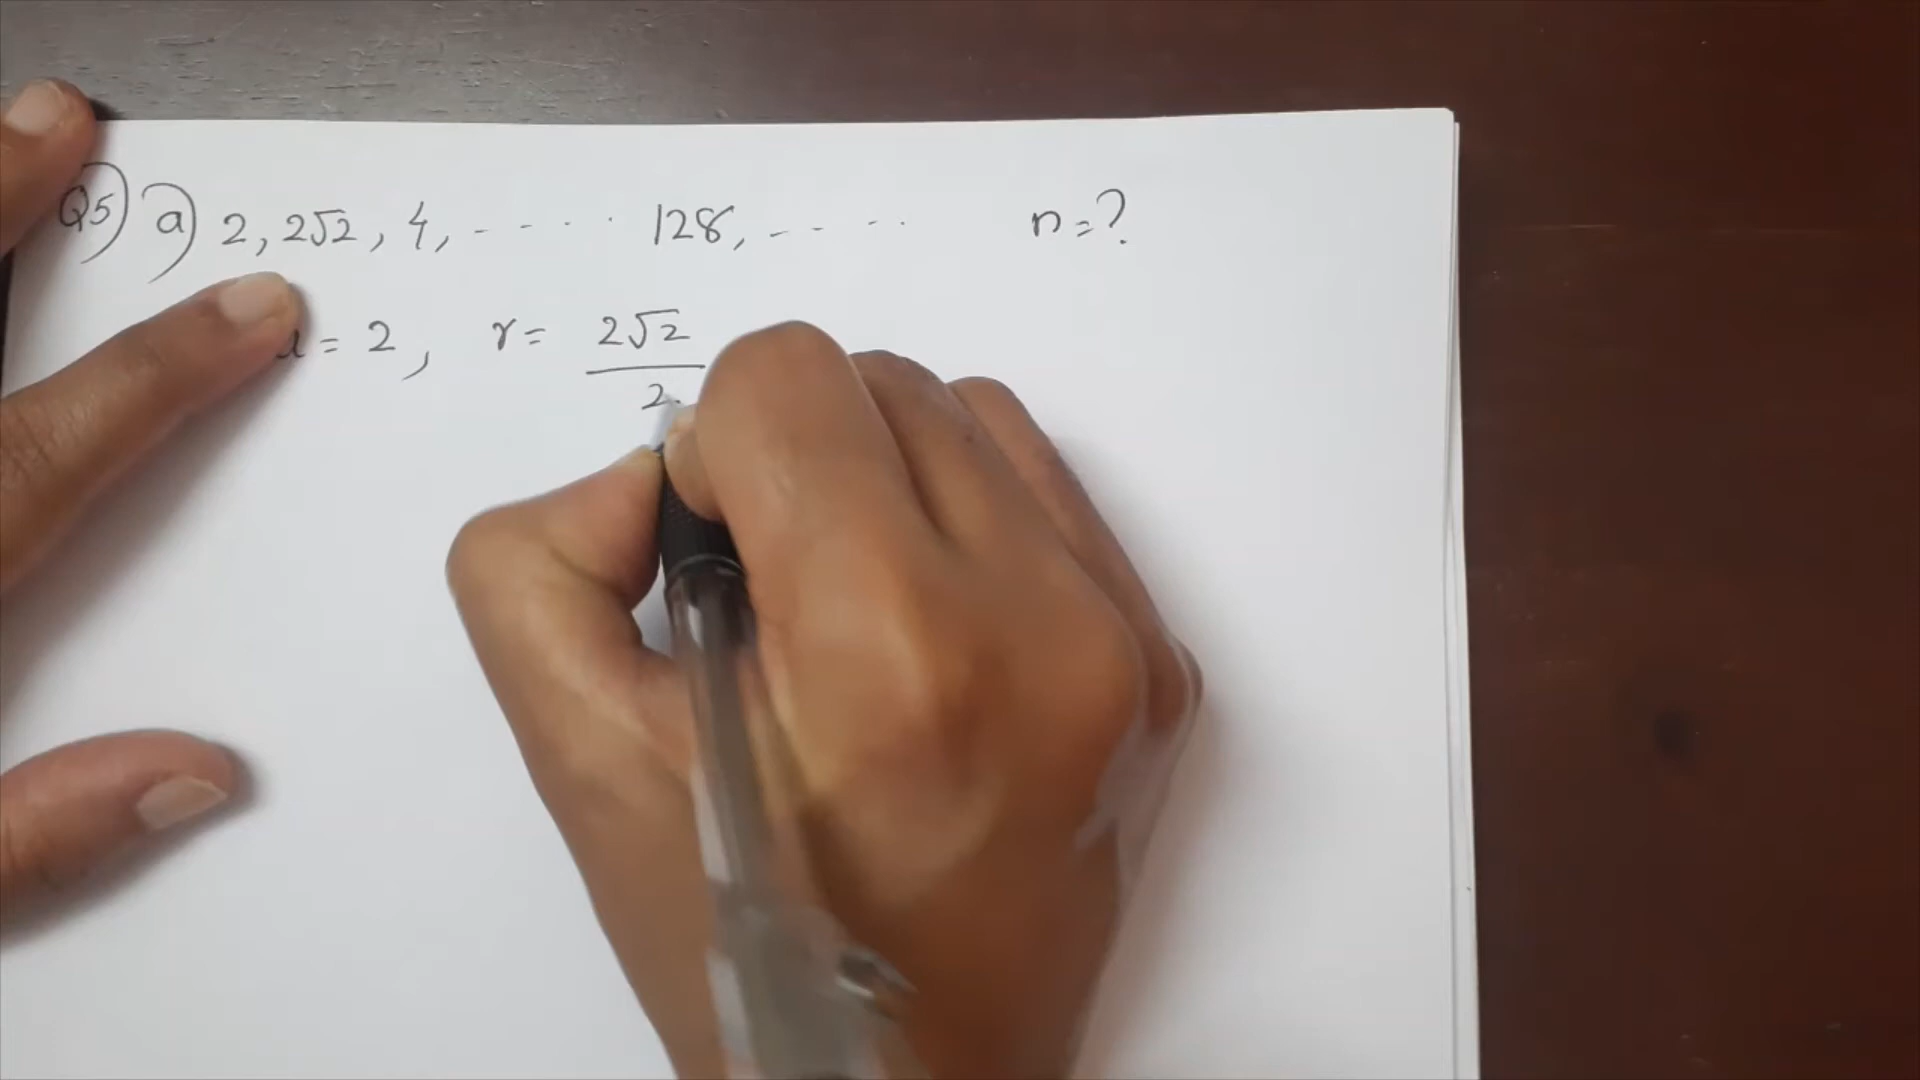 Q5) a) 2, 2√2, 4, - - - · · 128, - - - · · n=?
a = 2, r = 2√2
2